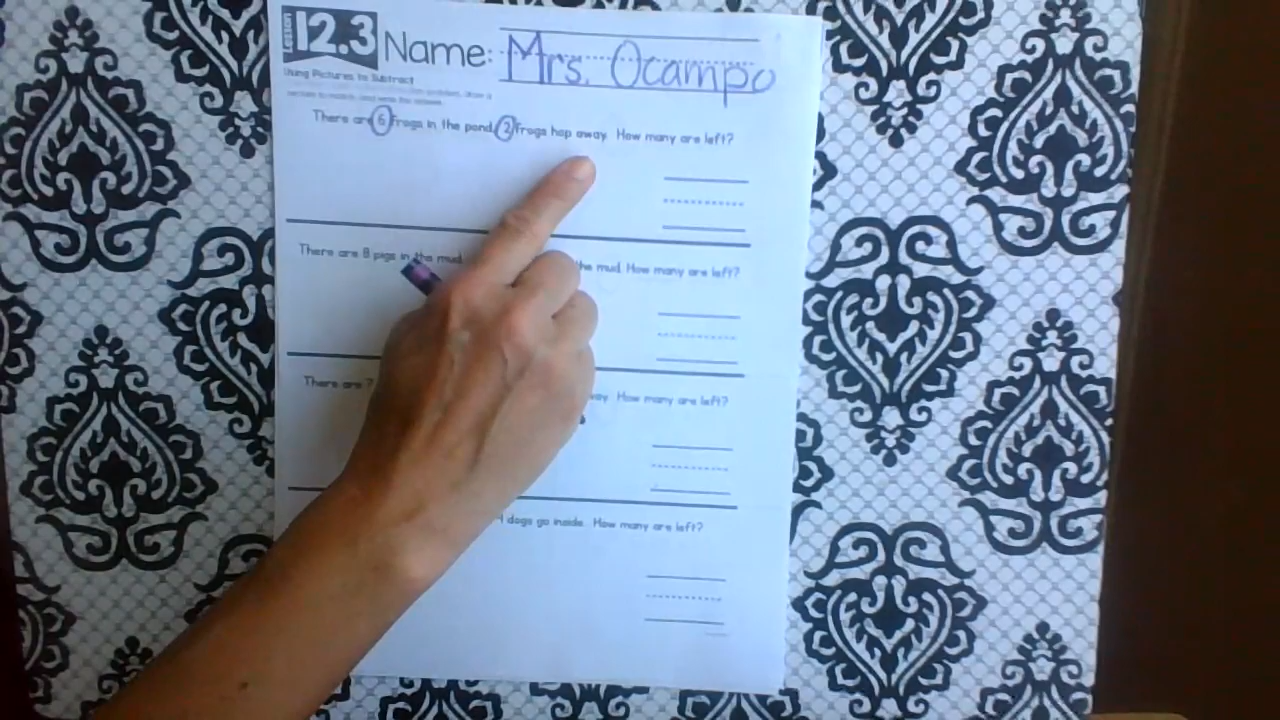 Lesson 12.3 Name: Mrs. Ocampo
Using Pictures to Subtract
There are 6 frogs in the pond. 2 frogs hop away. How many are left?
There are 8 pigs in the mud. the mud. How many are left?
There are 7 away. How many are left?
4 dogs go inside. How many are left?